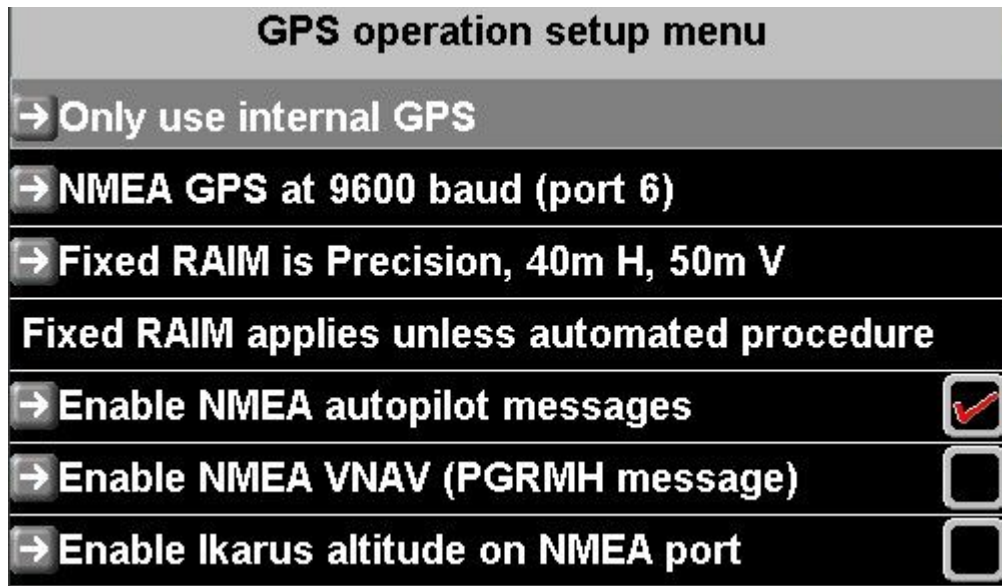 GPS operation setup menu
Only use internal GPS
NMEA GPS at 9600 baud (port 6)
Fixed RAIM is Precision, 40m H, 50m V
Fixed RAIM applies unless automated procedure
Enable NMEA autopilot messages
Enable NMEA VNAV (PGRMH message)
Enable Ikarus altitude on NMEA port